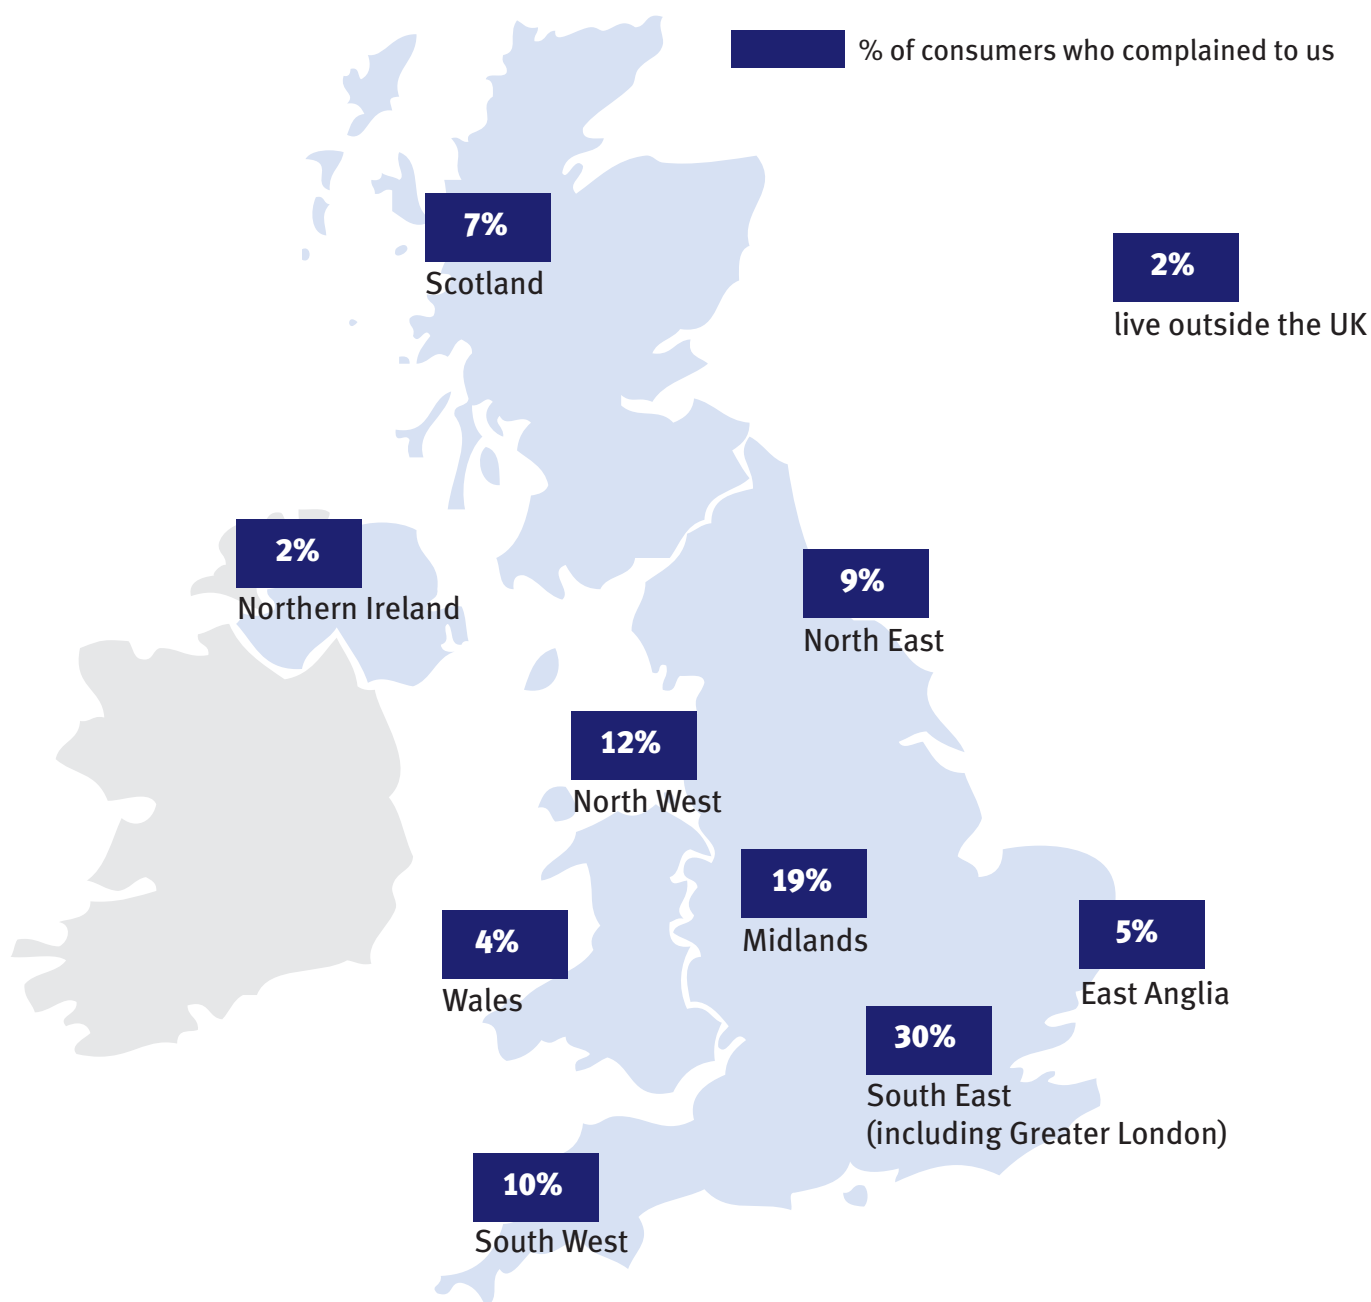 % of consumers who complained to us
7%
Scotland
2%
live outside the UK
2%
Northern Ireland
9%
North East
12%
North West
19%
Midlands
4%
Wales
5%
East Anglia
30%
South East
(including Greater London)
10%
South West